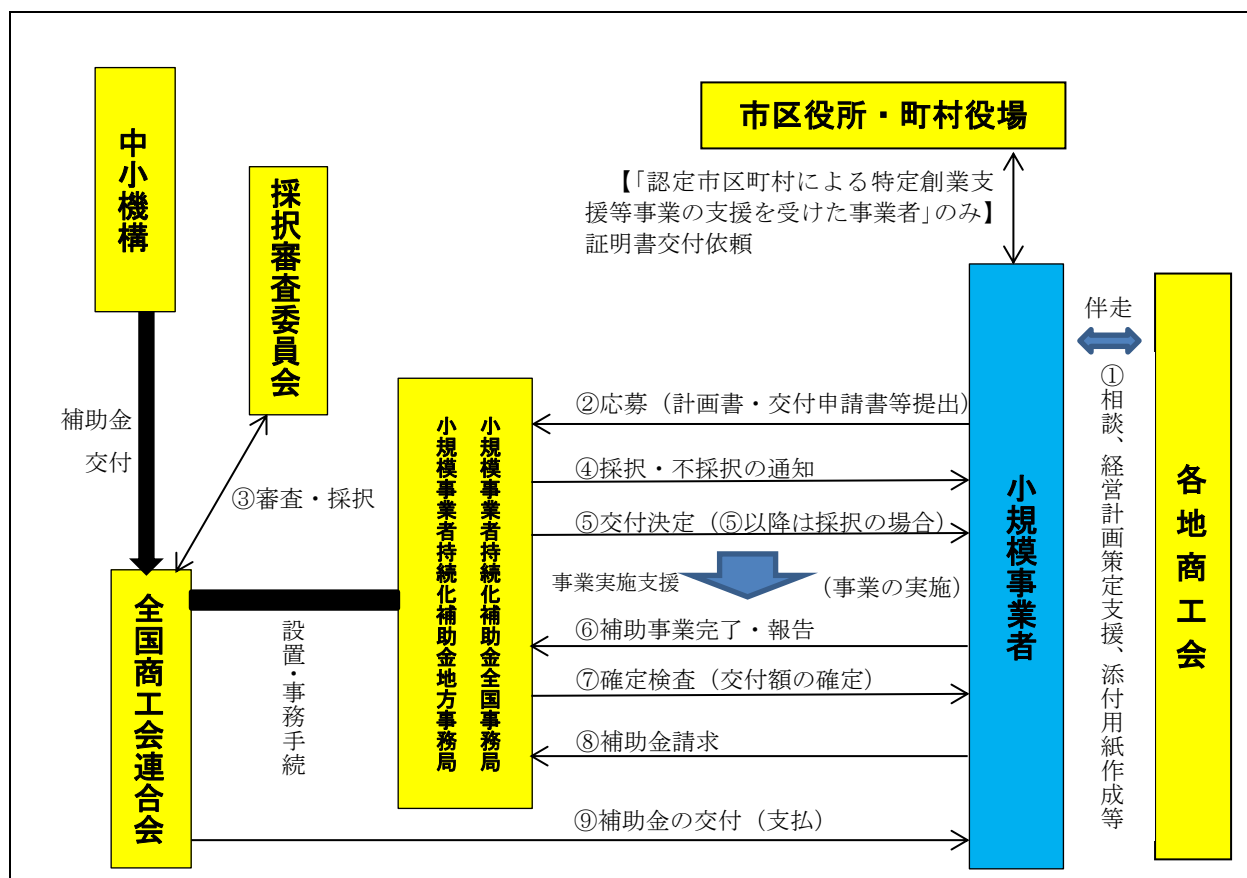 市区役所・町村役場
中小機構
採択審査委員会
【「認定市区町村による特定創業支
援等事業の支援を受けた事業者」のみ】
証明書交付依頼
伴走
①相談、経営計画策定支援、添付用紙作成等
各地商工会
小規模事業者
補助金
交付
③審査・採択
小規模事業者持続化補助金全国事務局
小規模事業者持続化補助金地方事務局
②応募（計画書・交付申請書等提出）
④採択・不採択の通知
⑤交付決定（⑤以降は採択の場合）
事業実施支援
（事業の実施）
⑥補助事業完了・報告
⑦確定検査（交付額の確定）
⑧補助金請求
⑨補助金の交付（支払）
全国商工会連合会
設置・事務手続